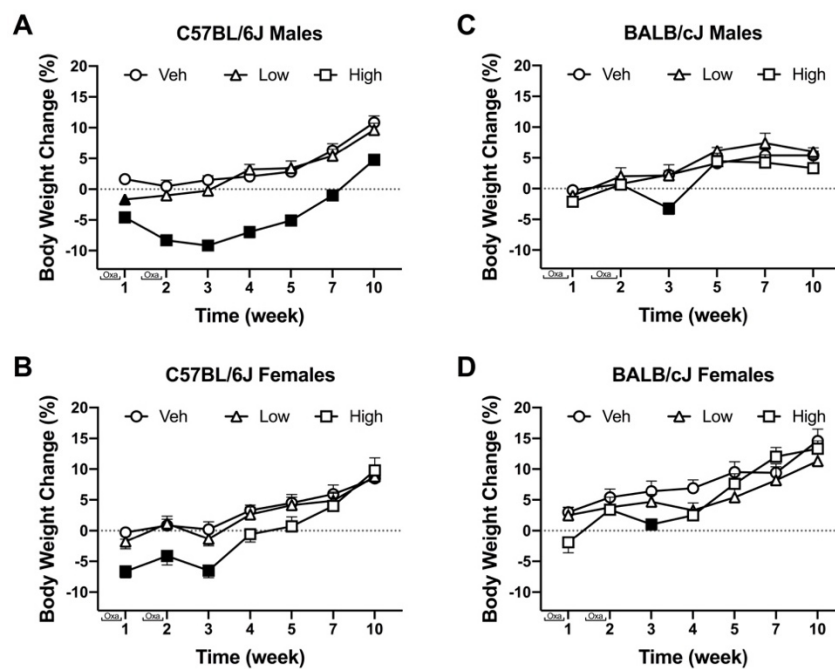 A
C57BL/6J Males
Body Weight Change (%)
Veh Low High
20
15
10
5
0
-5
-10
Oxa Oxa
1 2 3 4 5 7 10
Time (week)
C
BALB/cJ Males
Body Weight Change (%)
Veh Low High
20
15
10
5
0
-5
-10
Oxa Oxa
1 2 3 5 7 10
Time (week)
B
C57BL/6J Females
Body Weight Change (%)
Veh Low High
20
15
10
5
0
-5
-10
Oxa Oxa
1 2 3 4 5 7 10
Time (week)
D
BALB/cJ Females
Body Weight Change (%)
Veh Low High
20
15
10
5
0
-5
-10
Oxa Oxa
1 2 3 4 5 7 10
Time (week)